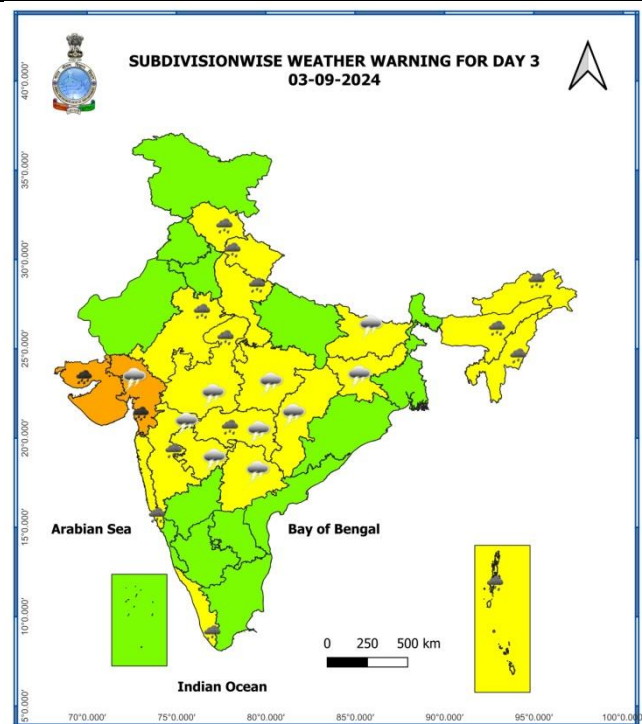 SUBDIVISIONWISE WEATHER WARNING FOR DAY 3
03-09-2024
40°0.000'
35°0.000'
30°0.000'
25°0.000'
20°0.000'
15°0.000'
10°0.000'
5°0.000'
Arabian Sea
Bay of Bengal
0 250 500 km
Indian Ocean
70°0.000' 75°0.000' 80°0.000' 85°0.000' 90°0.000' 95°0.000' 100°0.000'